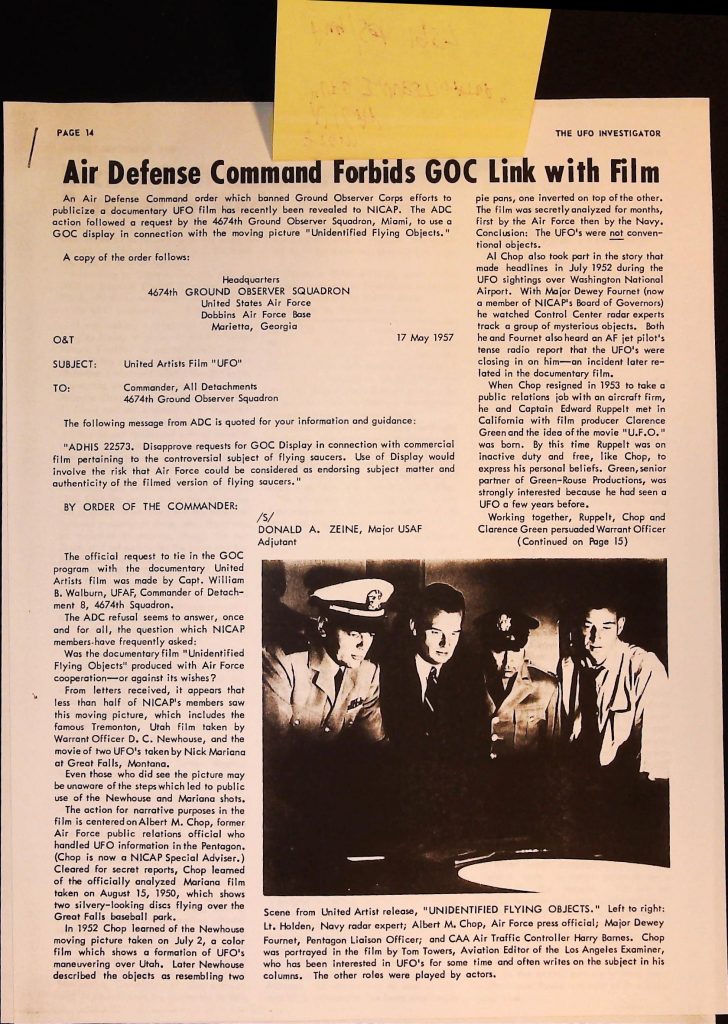 PAGE 14
THE UFO INVESTIGATOR
Air Defense Command Forbids GOC Link with Film
An Air Defense Command order which banned Ground Observer Corps efforts to
publicize a documentary UFO film has recently been revealed to NICAP. The ADC
action followed a request by the 4674th Ground Observer Squadron, Miami, to use a
GOC display in connection with the moving picture "Unidentified Flying Objects."
A copy of the order follows:
Headquarters
4674th GROUND OBSERVER SQUADRON
United States Air Force
Dobbins Air Force Base
Marietta, Georgia
O&T
17 May 1957
SUBJECT: United Artists Film "UFO"
TO: Commander, All Detachments
4674th Ground Observer Squadron
The following message from ADC is quoted for your information and guidance:
"ADHIS 22573. Disapprove requests for GOC Display in connection with commercial
film pertaining to the controversial subject of flying saucers. Use of Display would
involve the risk that Air Force could be considered as endorsing subject matter and
authenticity of the filmed version of flying saucers."
BY ORDER OF THE COMMANDER:
/S/
DONALD A. ZEINE, Major USAF
Adjutant
The official request to tie in the GOC
program with the documentary United
Artists film was made by Capt. William
B. Walburn, UFAF, Commander of Detach-
ment 8, 4674th Squadron.
The ADC refusal seems to answer, once
and for all, the question which NICAP
members have frequently asked:
Was the documentary film "Unidentified
Flying Objects" produced with Air Force
cooperation—or against its wishes?
From letters received, it appears that
less than half of NICAP's members saw
this moving picture, which includes the
famous Tremonton, Utah film taken by
Warrant Officer D. C. Newhouse, and the
movie of two UFO's taken by Nick Mariana
at Great Falls, Montana.
Even those who did see the picture may
be unaware of the steps which led to public
use of the Newhouse and Mariana shots.
The action for narrative purposes in the
film is centered on Albert M. Chop, former
Air Force public relations official who
handled UFO information in the Pentagon.
(Chop is now a NICAP Special Adviser.)
Cleared for secret reports, Chop learned
of the officially analyzed Mariana film
taken on August 15, 1950, which shows
two silvery-looking discs flying over the
Great Falls baseball park.
In 1952 Chop learned of the Newhouse
moving picture taken on July 2, a color
film which shows a formation of UFO's
maneuvering over Utah. Later Newhouse
described the objects as resembling two
pie pans, one inverted on top of the other.
The film was secretly analyzed for months,
first by the Air Force then by the Navy.
Conclusion: The UFO's were not conven-
tional objects.
Al Chop also took part in the story that
made headlines in July 1952 during the
UFO sightings over Washington National
Airport. With Major Dewey Fournet (now
a member of NICAP's Board of Governors)
he watched Control Center radar experts
track a group of mysterious objects. Both
he and Fournet also heard an AF jet pilot's
tense radio report that the UFO's were
closing in on him—an incident later re-
lated in the documentary film.
When Chop resigned in 1953 to take a
public relations job with an aircraft firm,
he and Captain Edward Ruppelt met in
California with film producer Clarence
Green and the idea of the movie "U.F.O."
was born. By this time Ruppelt was on
inactive duty and free, like Chop, to
express his personal beliefs. Green, senior
partner of Green-Rouse Productions, was
strongly interested because he had seen a
UFO a few years before.
Working together, Ruppelt, Chop and
Clarence Green persuaded Warrant Officer
(Continued on Page 15)
Scene from United Artist release, "UNIDENTIFIED FLYING OBJECTS." Left to right:
Lt. Holden, Navy radar expert; Albert M. Chop, Air Force press official; Major Dewey
Fournet, Pentagon Liaison Officer; and CAA Air Traffic Controller Harry Barnes. Chop
was portrayed in the film by Tom Towers, Aviation Editor of the Los Angeles Examiner,
who has been interested in UFO's for some time and often writes on the subject in his
columns. The other roles were played by actors.